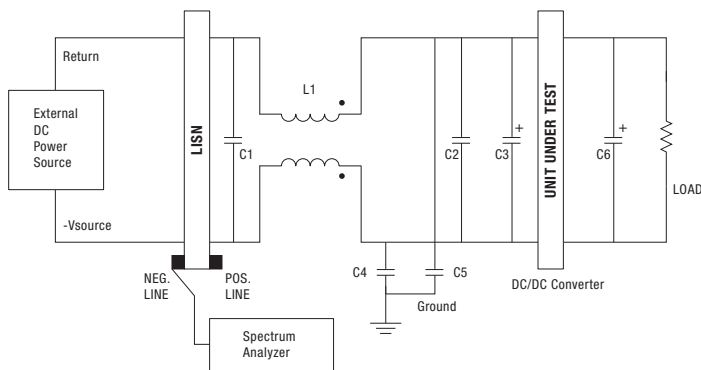 Return
L1
External
DC
Power
Source
LISN
C1
C2
C3
+
UNIT UNDER TEST
C6
+
LOAD
-Vsource
NEG.
LINE
POS.
LINE
C4
C5
Ground
DC/DC Converter
Spectrum
Analyzer